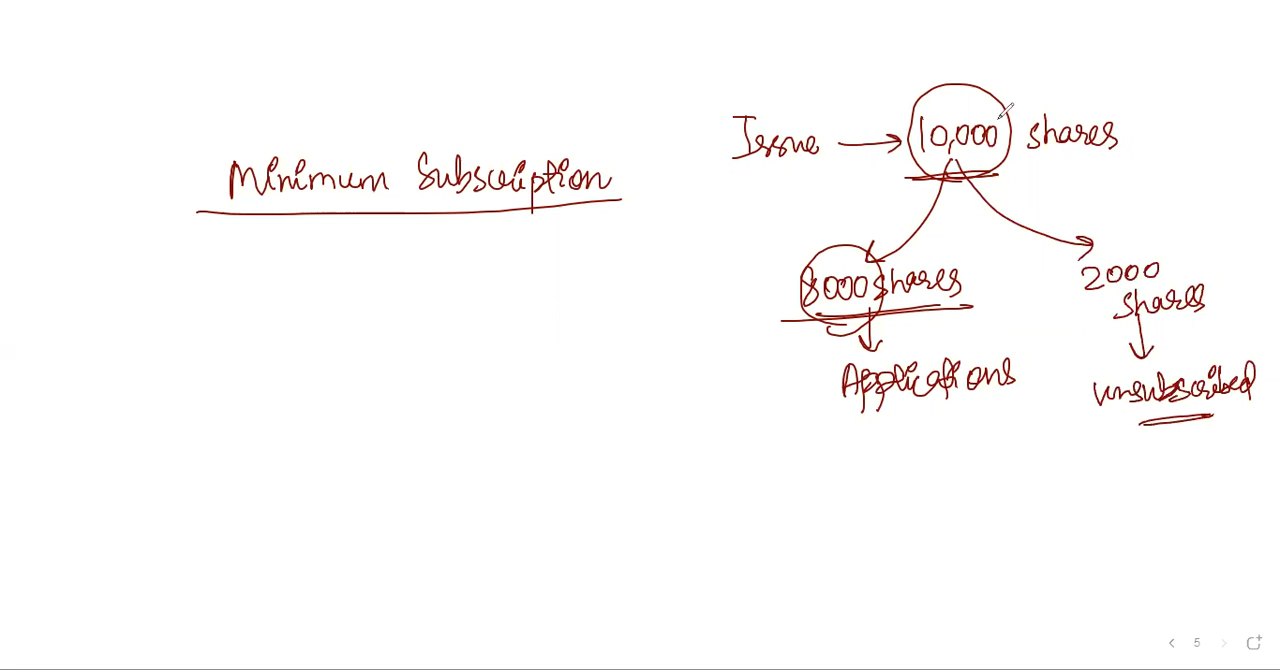 Issue → 10,000 shares
Minimum Subscription
8000 shares
2000
shares
Applications
unsubscribed
5